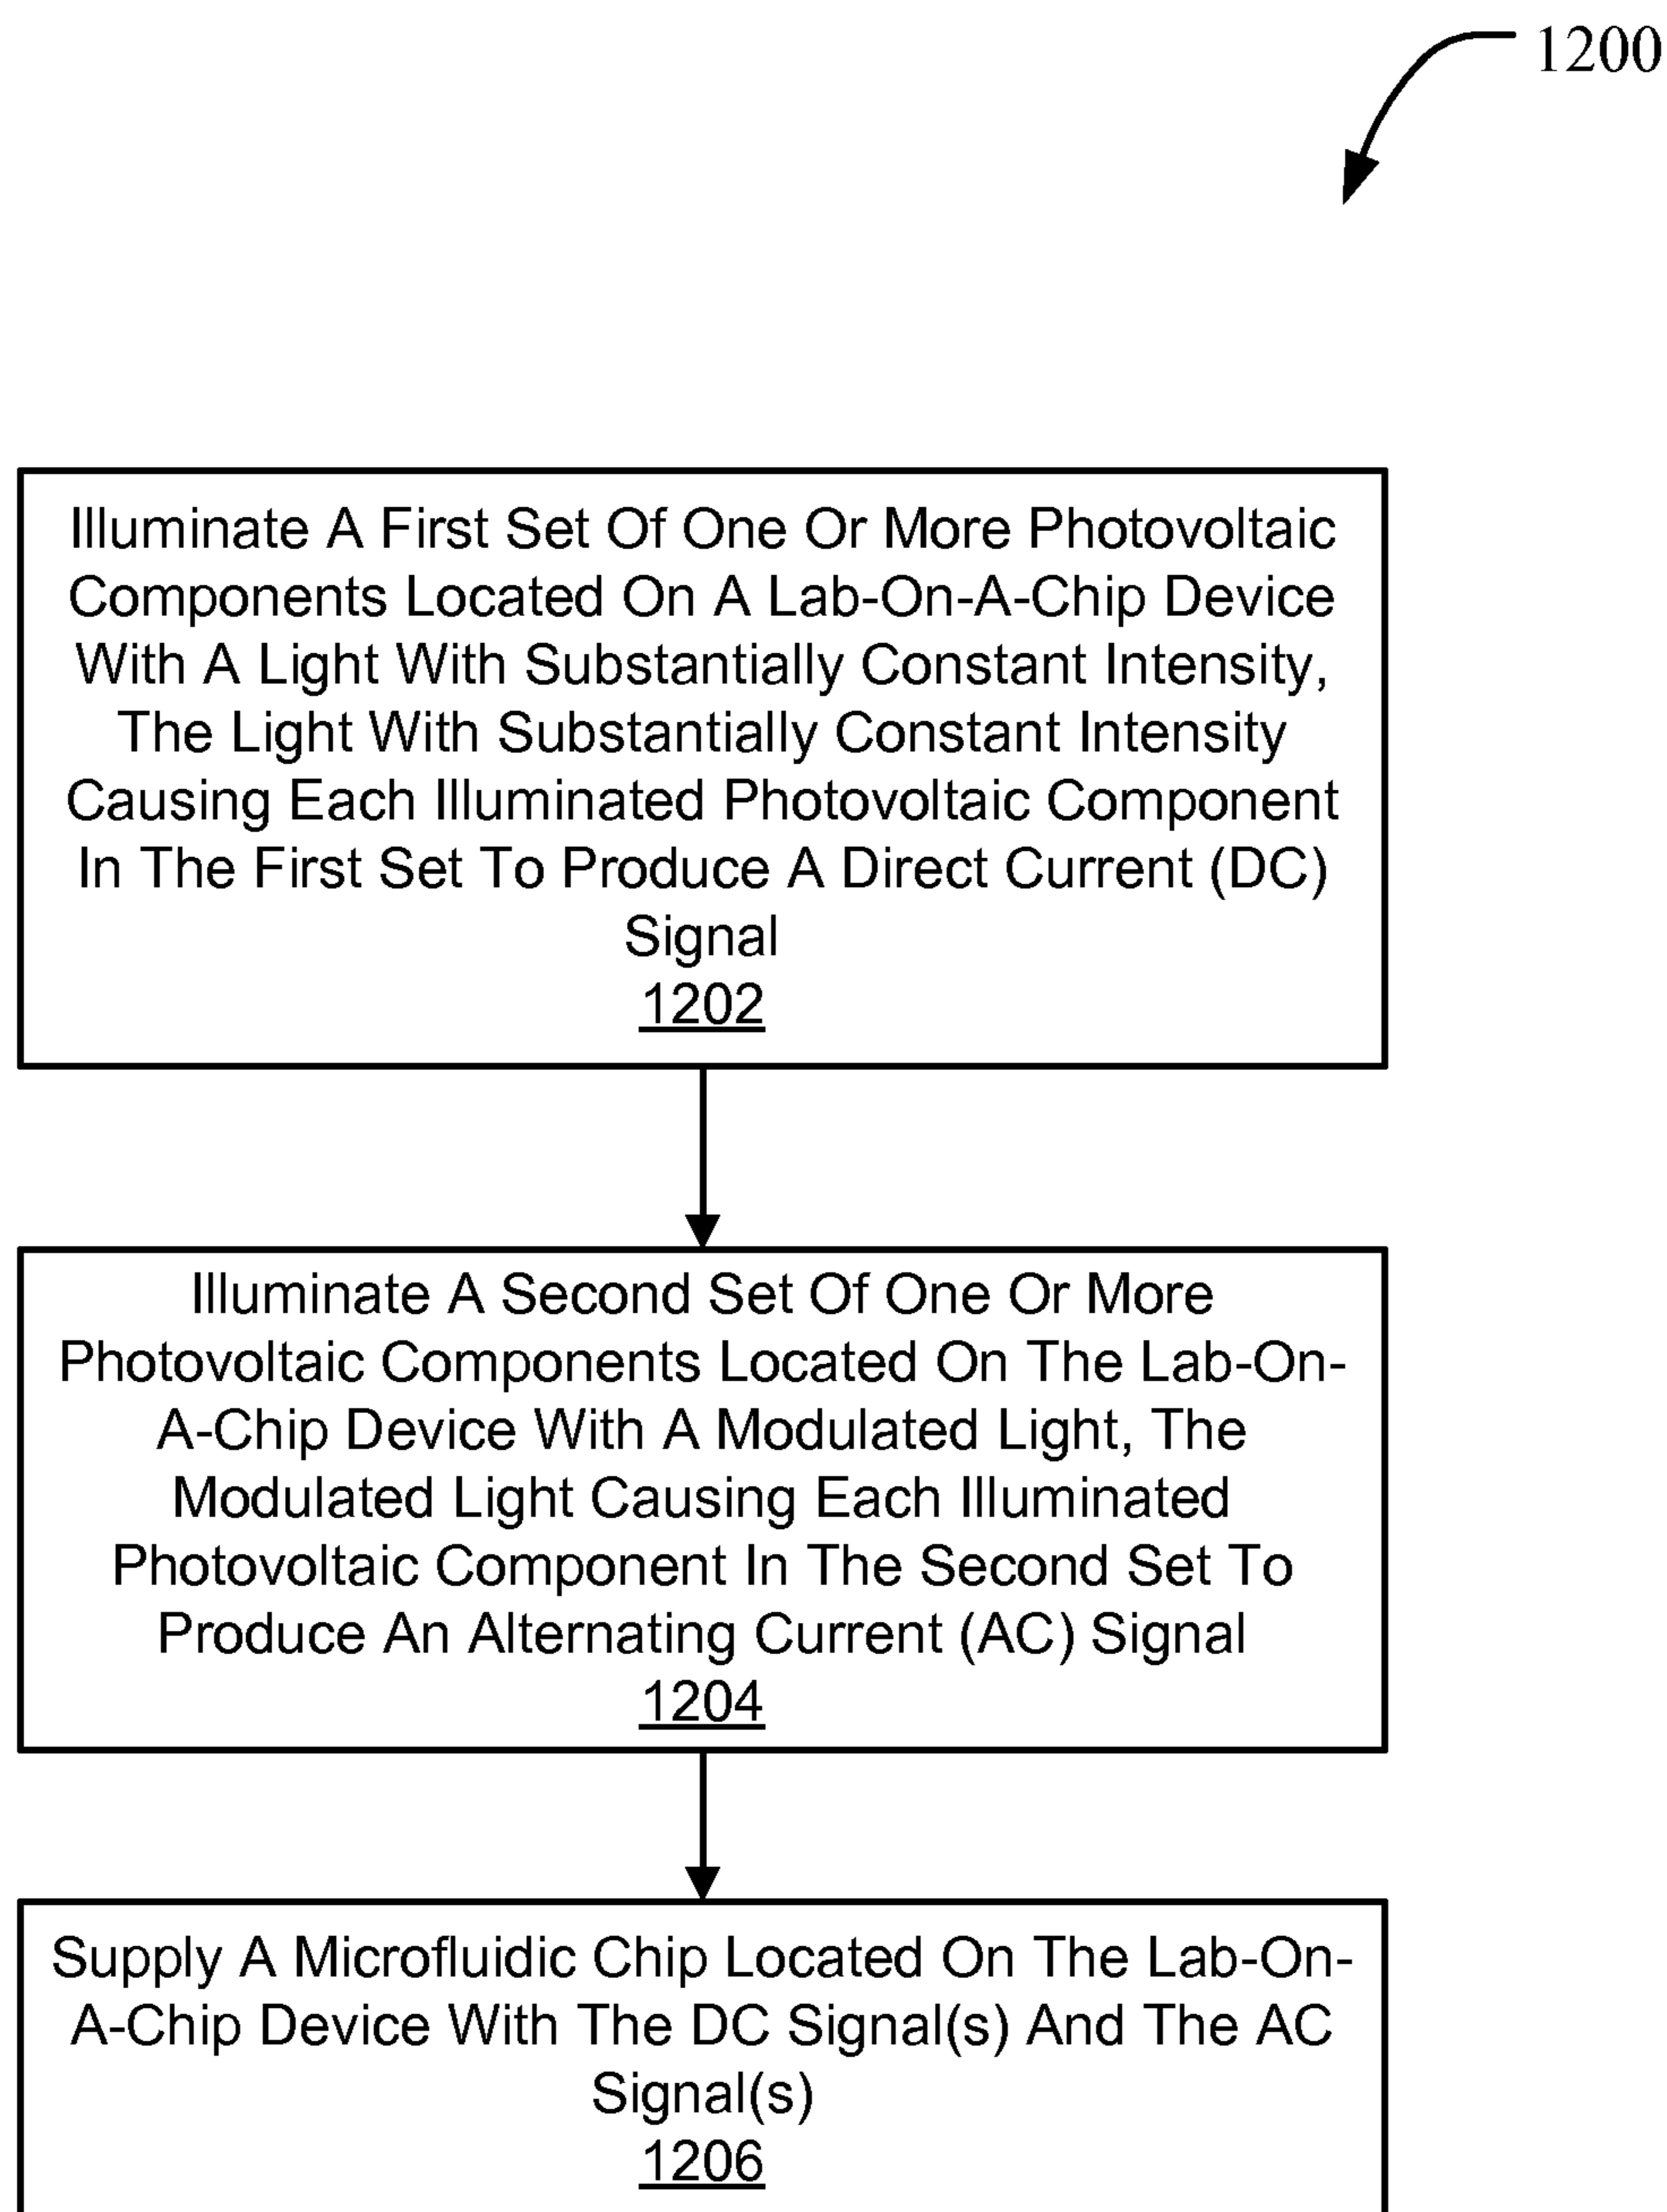 1200
Illuminate A First Set Of One Or More Photovoltaic
Components Located On A Lab-On-A-Chip Device
With A Light With Substantially Constant Intensity,
The Light With Substantially Constant Intensity
Causing Each Illuminated Photovoltaic Component
In The First Set To Produce A Direct Current (DC)
Signal
1202
Illuminate A Second Set Of One Or More
Photovoltaic Components Located On The Lab-On-
A-Chip Device With A Modulated Light, The
Modulated Light Causing Each Illuminated
Photovoltaic Component In The Second Set To
Produce An Alternating Current (AC) Signal
1204
Supply A Microfluidic Chip Located On The Lab-On-
A-Chip Device With The DC Signal(s) And The AC
Signal(s)
1206